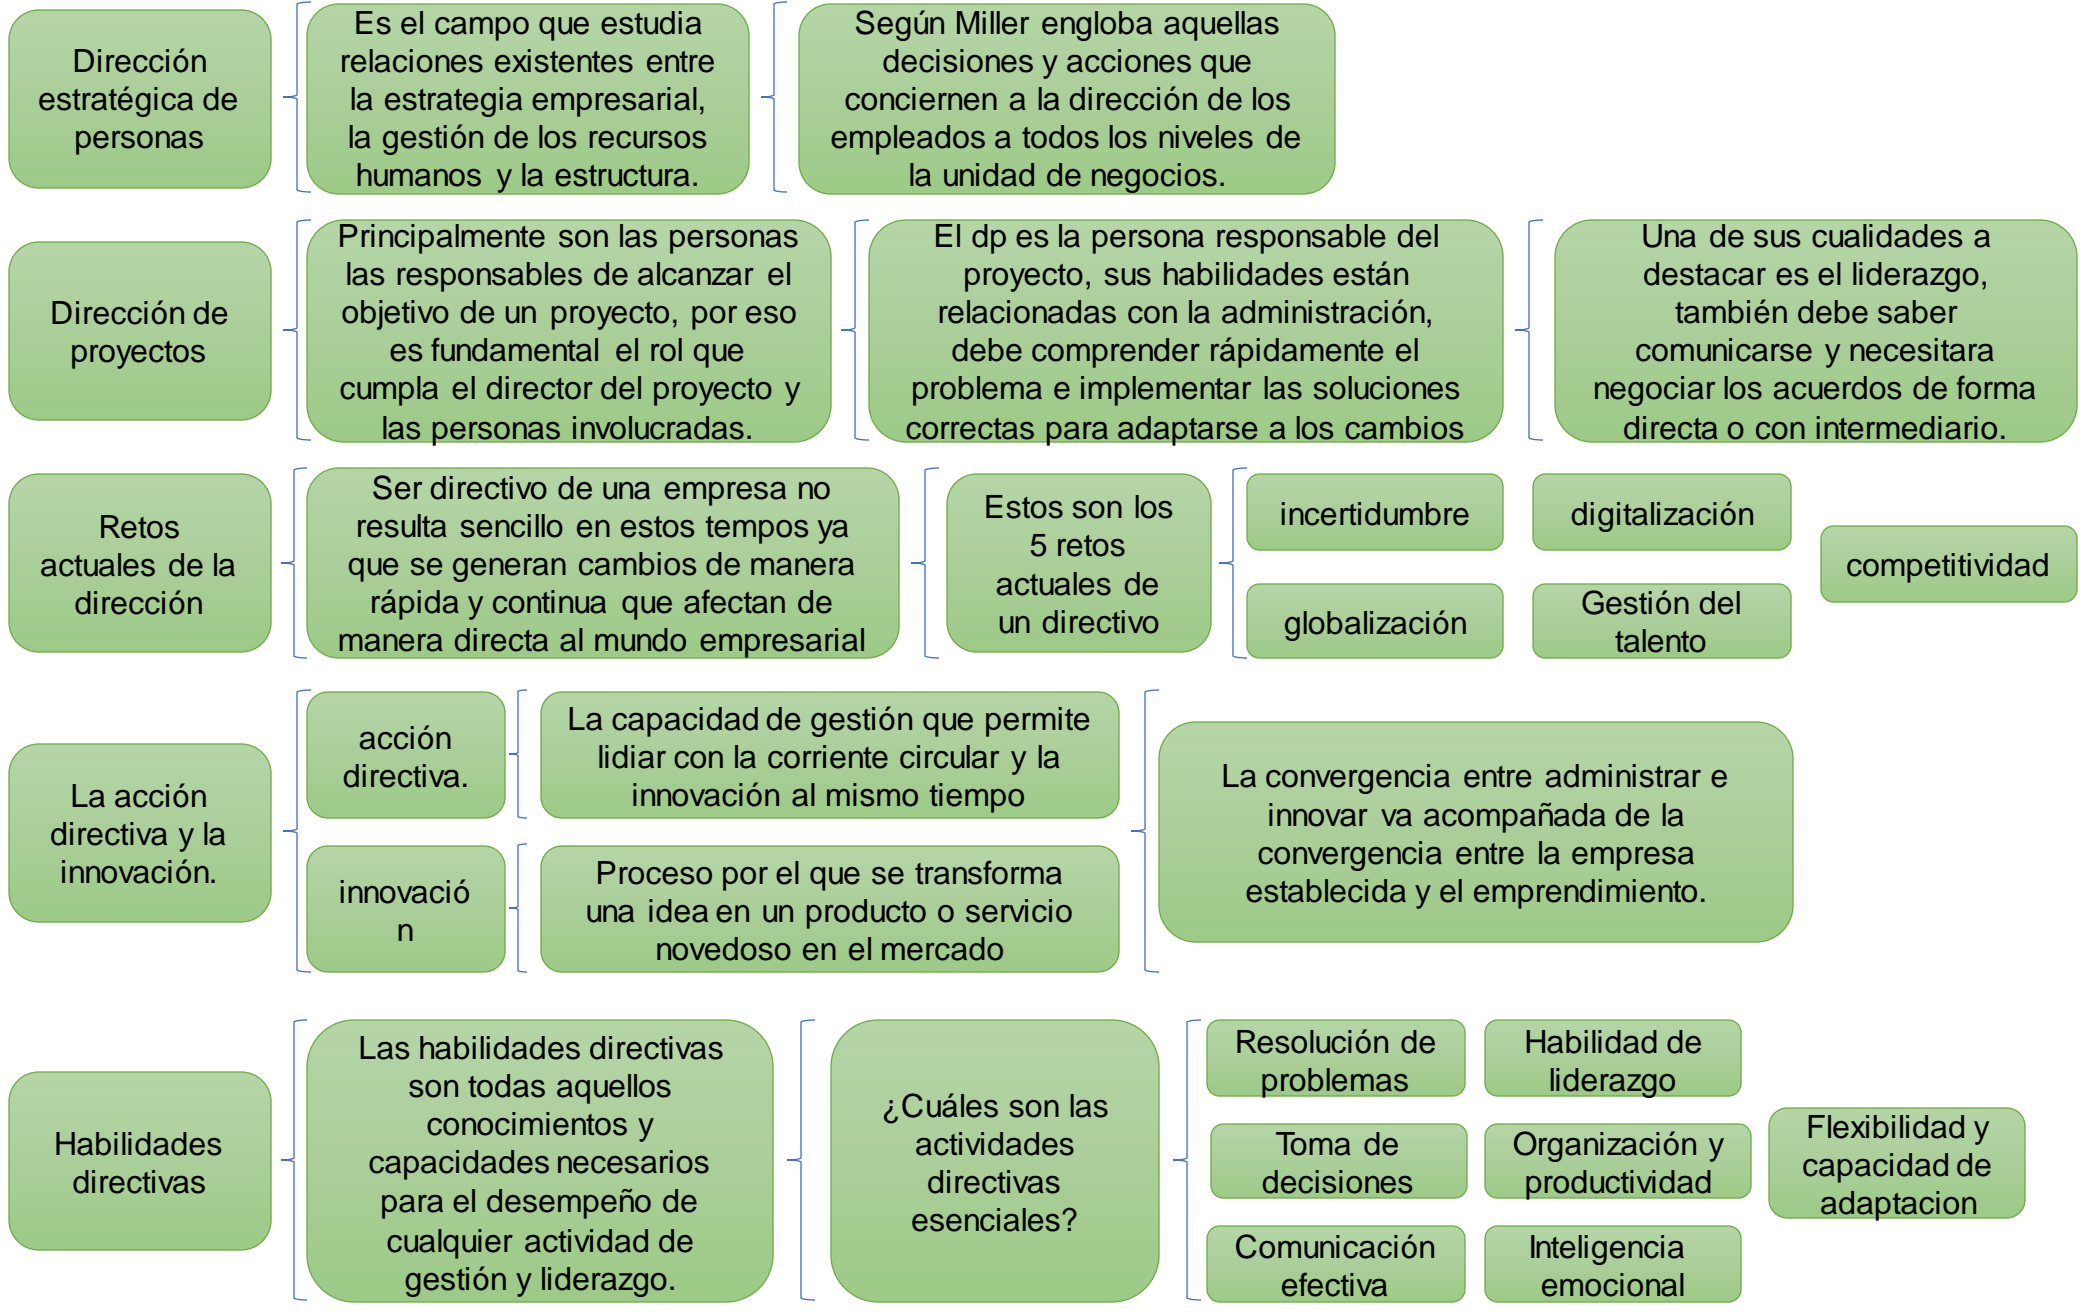 Dirección
estratégica de
personas
Es el campo que estudia
relaciones existentes entre
la estrategia empresarial,
la gestión de los recursos
humanos y la estructura.
Según Miller engloba aquellas
decisiones y acciones que
conciernen a la dirección de los
empleados a todos los niveles de
la unidad de negocios.
Dirección de
proyectos
Principalmente son las personas
las responsables de alcanzar el
objetivo de un proyecto, por eso
es fundamental el rol que
cumpla el director del proyecto y
las personas involucradas.
El dp es la persona responsable del
proyecto, sus habilidades están
relacionadas con la administración,
debe comprender rápidamente el
problema e implementar las soluciones
correctas para adaptarse a los cambios
Una de sus cualidades a
destacar es el liderazgo,
también debe saber
comunicarse y necesitara
negociar los acuerdos de forma
directa o con intermediario.
Retos
actuales de la
dirección
Ser directivo de una empresa no
resulta sencillo en estos tempos ya
que se generan cambios de manera
rápida y continua que afectan de
manera directa al mundo empresarial
Estos son los
5 retos
actuales de
un directivo
incertidumbre
digitalización
globalización
Gestión del
talento
competitividad
La acción
directiva y la
innovación.
acción
directiva.
La capacidad de gestión que permite
lidiar con la corriente circular y la
innovación al mismo tiempo
innovació
n
Proceso por el que se transforma
una idea en un producto o servicio
novedoso en el mercado
La convergencia entre administrar e
innovar va acompañada de la
convergencia entre la empresa
establecida y el emprendimiento.
Habilidades
directivas
Las habilidades directivas
son todas aquellos
conocimientos y
capacidades necesarios
para el desempeño de
cualquier actividad de
gestión y liderazgo.
¿Cuáles son las
actividades
directivas
esenciales?
Resolución de
problemas
Habilidad de
liderazgo
Toma de
decisiones
Organización y
productividad
Comunicación
efectiva
Inteligencia
emocional
Flexibilidad y
capacidad de
adaptacion